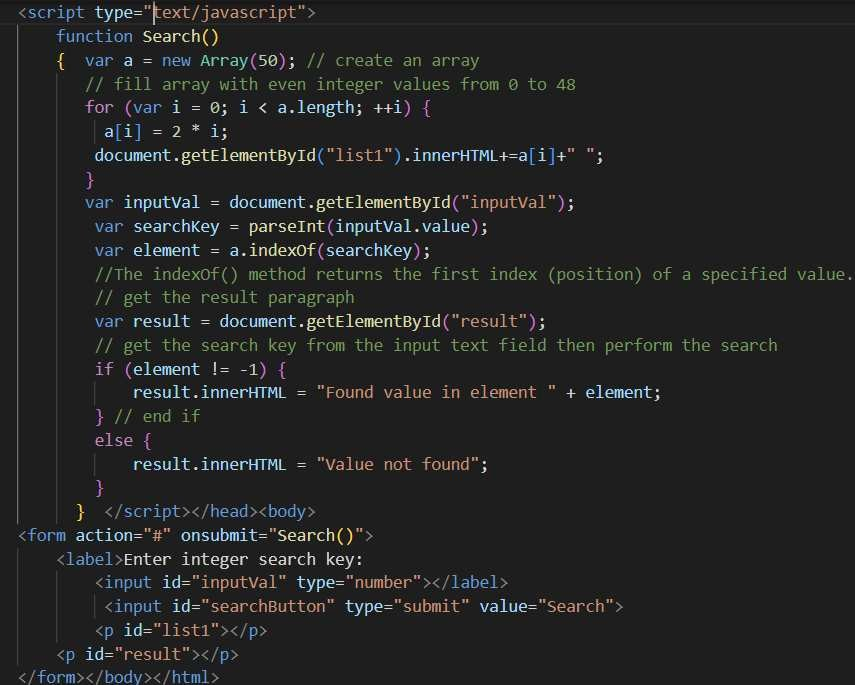 <script type="text/javascript">
function Search()
{ var a = new Array(50); // create an array
// fill array with even integer values from 0 to 48
for (var i = 0; i < a.length; ++i) {
a[i] = 2 * i;
document.getElementById("list1").innerHTML+=a[i]+" ";
}
var inputVal = document.getElementById("inputVal");
var searchKey = parseInt(inputVal.value);
var element = a.indexOf(searchKey);
//The indexOf() method returns the first index (position) of a specified value.
// get the result paragraph
var result = document.getElementById("result");
// get the search key from the input text field then perform the search
if (element != -1) {
result.innerHTML = "Found value in element " + element;
} // end if
else {
result.innerHTML = "Value not found";
}
} </script></head><body>
<form action="#" onsubmit="Search()">
<label>Enter integer search key:
<input id="inputVal" type="number"></label>
<input id="searchButton" type="submit" value="Search">
<p id="list1"></p>
<p id="result"></p>
</form></body></html>